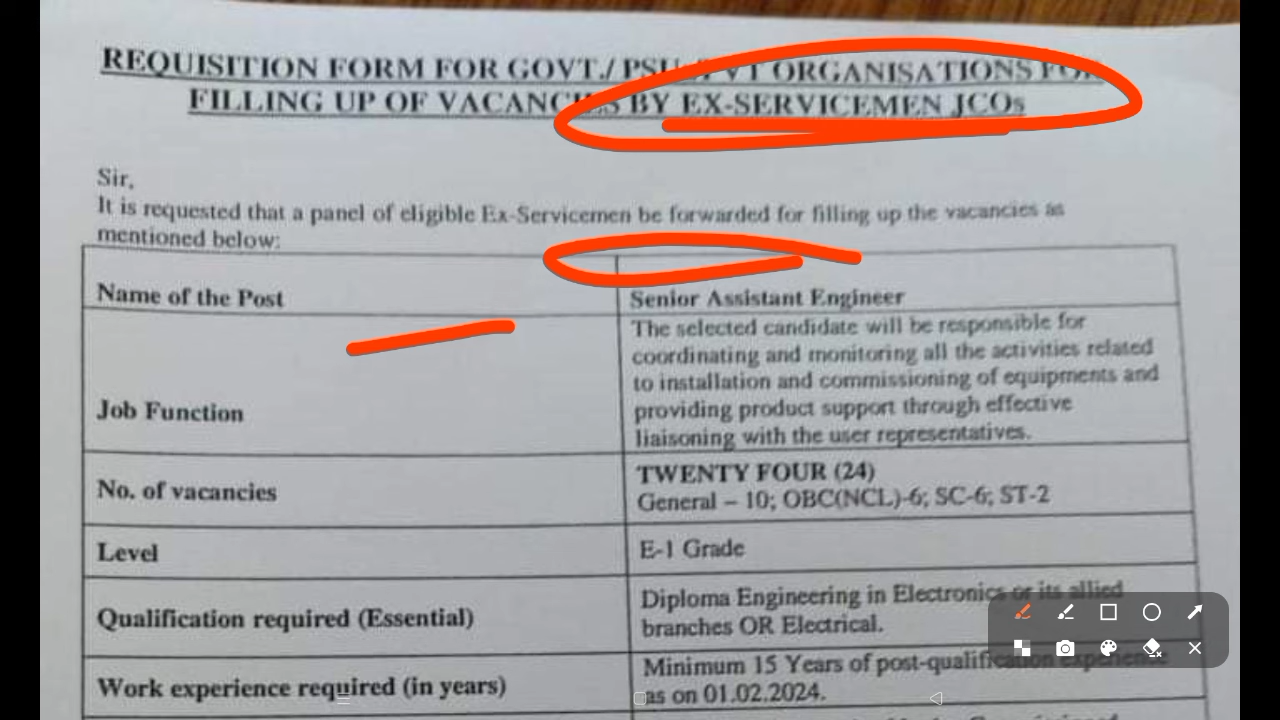 REQUISITION FORM FOR GOVT./ ORGANISATIONS FOR
FILLING UP OF VACANCIES BY EX-SERVICEMEN JCOs
Sir,
It is requested that a panel of eligible Ex-Servicemen be forwarded for filling up the vacancies as
mentioned below:
Name of the Post
Senior Assistant Engineer
Job Function
The selected candidate will be responsible for
coordinating and monitoring all the activities related
to installation and commissioning of equipments and
providing product support through effective
liaisoning with the user representatives.
No. of vacancies
TWENTY FOUR (24)
General – 10; OBC(NCL)-6; SC-6; ST-2
Level
E-1 Grade
Qualification required (Essential)
Diploma Engineering in Electronics or its allied
branches OR Electrical.
Work experience required (in years)
Minimum 15 Years of post-qualification experience
as on 01.02.2024.